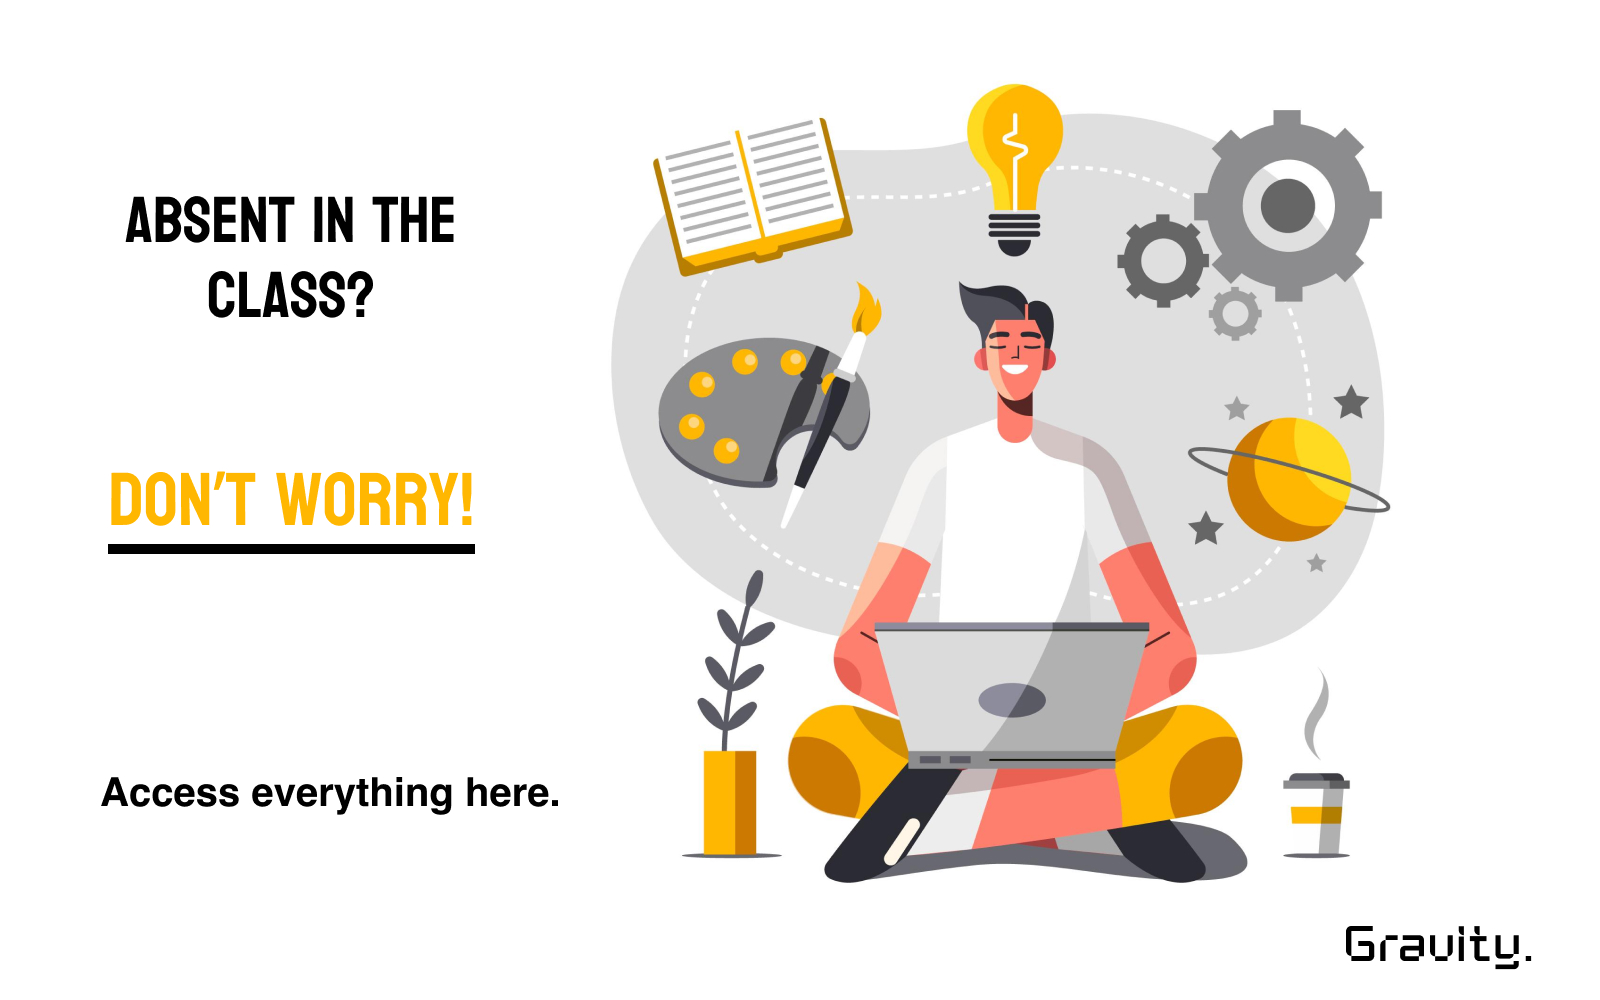 ABSENT IN THE
CLASS?
DON'T WORRY!
Access everything here.
Gravity.